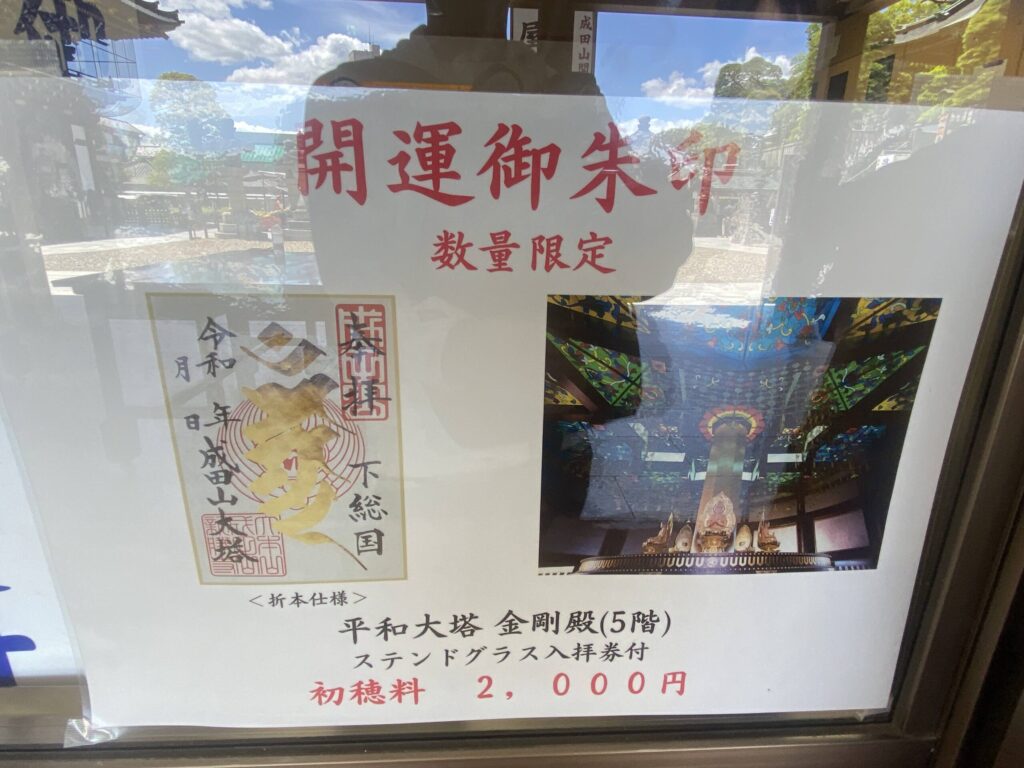 成田山開
開運御朱印
数量限定
奉拝
下総国
令和 年
月 日
成田山大塔
＜折本仕様＞
平和大塔 金剛殿(5階)
ステンドグラス入拝券付
初穂料 2,000円